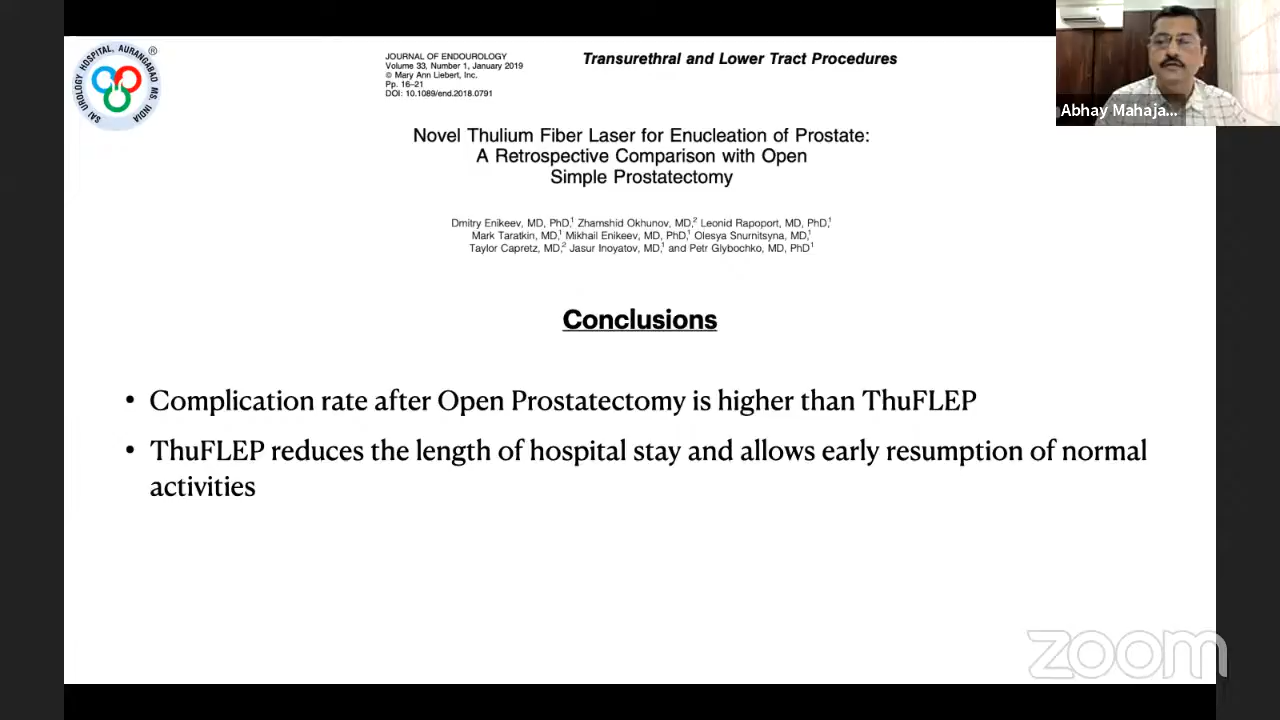 SAI UROLOGY HOSPITAL, AURANGABAD MS. INDIA
®
JOURNAL OF ENDOUROLOGY
Volume 33, Number 1, January 2019
© Mary Ann Liebert, Inc.
Pp. 16–21
DOI: 10.1089/end.2018.0791
Transurethral and Lower Tract Procedures
Abhay Mahaja...
Novel Thulium Fiber Laser for Enucleation of Prostate:
A Retrospective Comparison with Open
Simple Prostatectomy
Dmitry Enikeev, MD, PhD,¹ Zhamshid Okhunov, MD,² Leonid Rapoport, MD, PhD,¹
Mark Taratkin, MD,¹ Mikhail Enikeev, MD, PhD,¹ Olesya Snurnitsyna, MD,¹
Taylor Capretz, MD,² Jasur Inoyatov, MD,¹ and Petr Glybochko, MD, PhD¹
Conclusions
• Complication rate after Open Prostatectomy is higher than ThuFLEP
• ThuFLEP reduces the length of hospital stay and allows early resumption of normal
activities
zoom